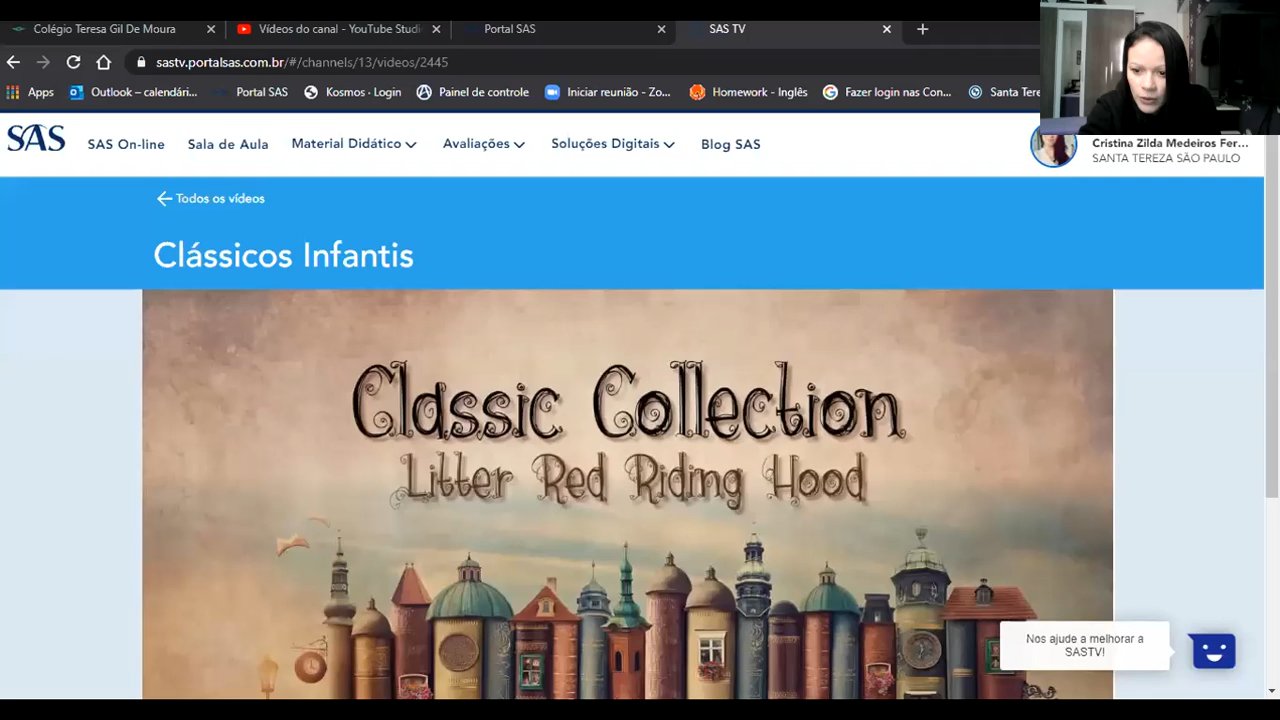 Colégio Teresa Gil De Moura
Vídeos do canal - YouTube Studi
Portal SAS
SAS TV
sastv.portalsas.com.br/#/channels/13/videos/2445
Apps
Outlook – calendári...
Portal SAS
Kosmos · Login
Painel de controle
Iniciar reunião - Zo...
Homework - Inglês
Fazer login nas Con...
Santa Tere
SAS
SAS On-line
Sala de Aula
Material Didático
Avaliações
Soluções Digitais
Blog SAS
Cristina Zilda Medeiros Fer...
SANTA TEREZA SÃO PAULO
Todos os vídeos
Clássicos Infantis
Classic Collection
Litter Red Riding Hood
Nos ajude a melhorar a
SASTV!